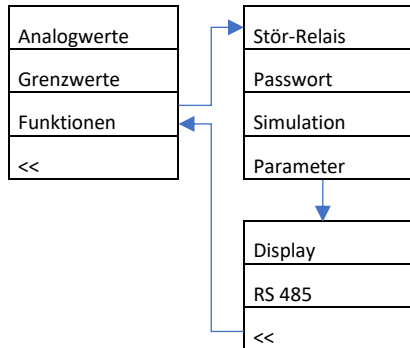 Analogwerte
Grenzwerte
Funktionen
<<
Stör-Relais
Passwort
Simulation
Parameter
Display
RS 485
<<